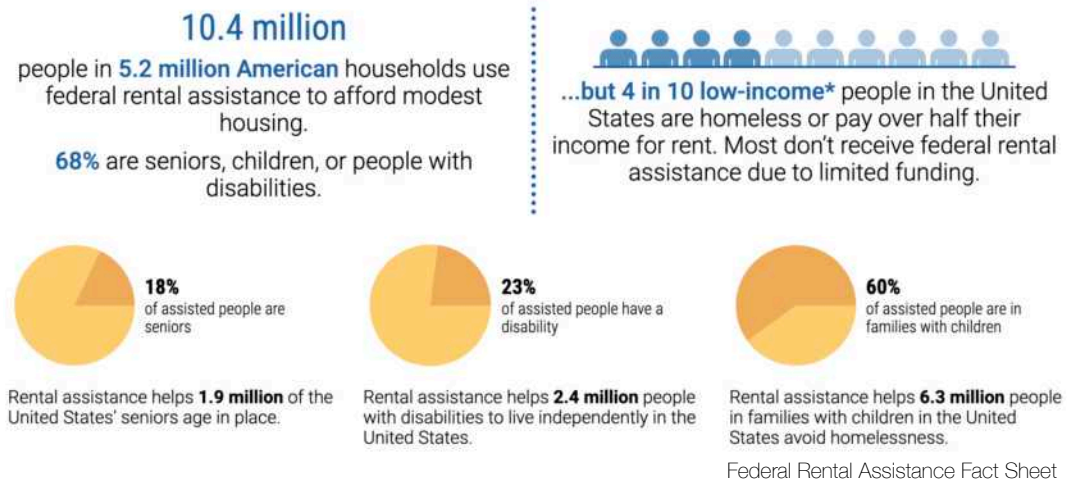 10.4 million
people in 5.2 million American households use
federal rental assistance to afford modest
housing.
68% are seniors, children, or people with
disabilities.
...but 4 in 10 low-income* people in the United
States are homeless or pay over half their
income for rent. Most don't receive federal rental
assistance due to limited funding.
18%
of assisted people are
seniors
Rental assistance helps 1.9 million of the
United States' seniors age in place.
23%
of assisted people have a
disability
Rental assistance helps 2.4 million people
with disabilities to live independently in the
United States.
60%
of assisted people are in
families with children
Rental assistance helps 6.3 million people
in families with children in the United
States avoid homelessness.
Federal Rental Assistance Fact Sheet